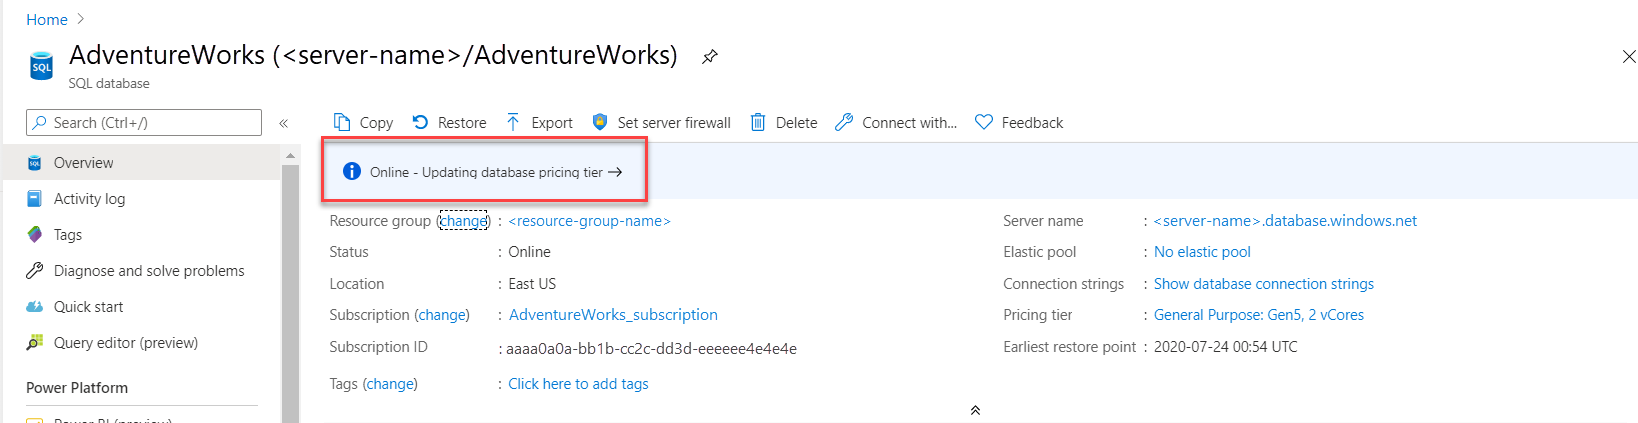 Home >
AdventureWorks (<server-name>/AdventureWorks)
SQL
SQL database
Search (Ctrl+/)
«
Copy
Restore
Export
Set server firewall
Delete
Connect with...
Feedback
SQL
Overview
Activity log
Tags
Diagnose and solve problems
Quick start
Query editor (preview)
Power Platform
Power BI (preview)
Online - Updating database pricing tier →
Resource group (change) : <resource-group-name>
Status : Online
Location : East US
Subscription (change) : AdventureWorks_subscription
Subscription ID : aaaa0a0a-bb1b-cc2c-dd3d-eeeeee4e4e4e
Tags (change) : Click here to add tags
Server name : <server-name>.database.windows.net
Elastic pool : No elastic pool
Connection strings : Show database connection strings
Pricing tier : General Purpose: Gen5, 2 vCores
Earliest restore point : 2020-07-24 00:54 UTC